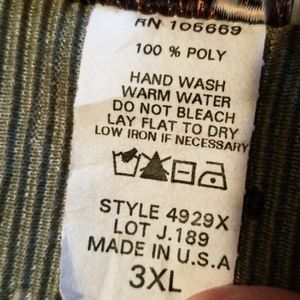 RN 105669
100 % POLY
HAND WASH
WARM WATER
DO NOT BLEACH
LAY FLAT TO DRY
LOW IRON IF NECESSARY
STYLE 4929X
LOT J.189
MADE IN U.S.A
3XL